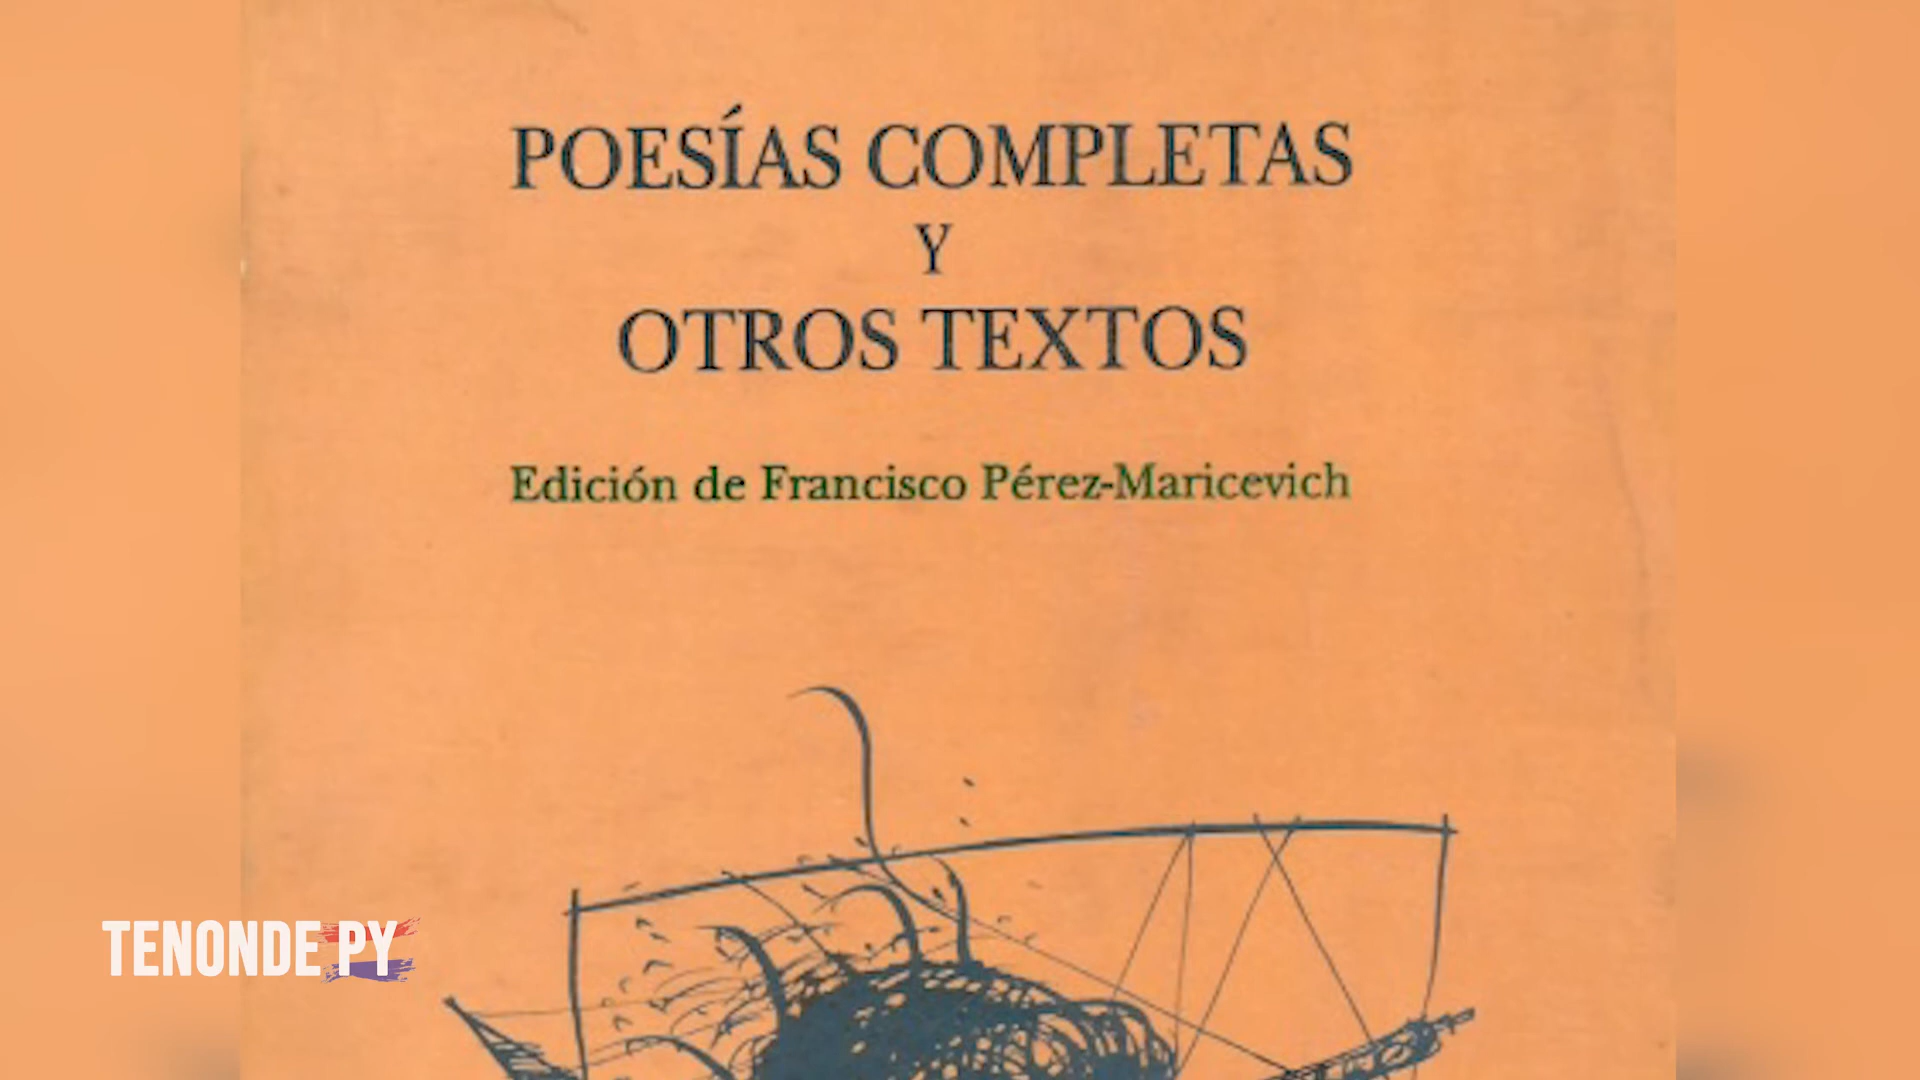 POESÍAS COMPLETAS
Y
OTROS TEXTOS
Edición de Francisco Pérez-Maricevich
TENONDE PY